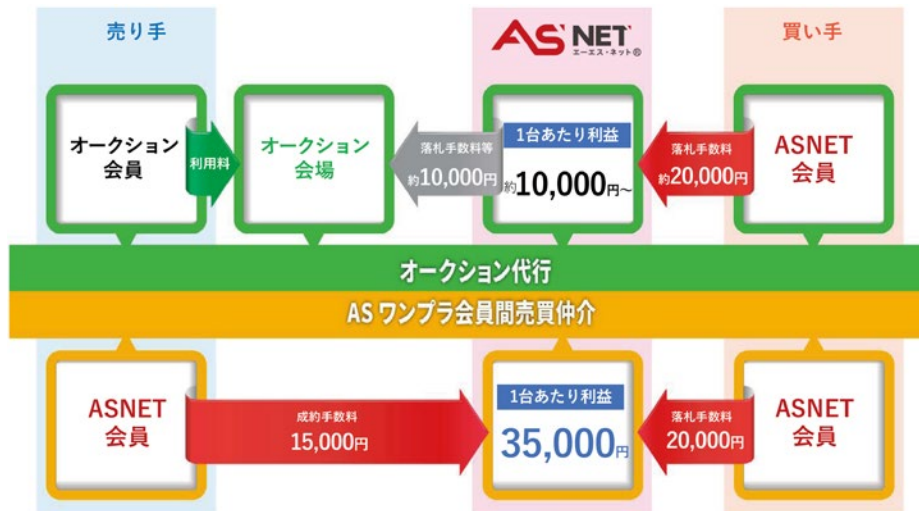 売り手
AS NET
エーエス・ネット®
買い手
オークション
会員
利用料
オークション
会場
落札手数料等
約10,000円
1台あたり利益
約10,000円～
落札手数料
約20,000円
ASNET
会員
オークション代行
AS ワンプラ会員間売買仲介
ASNET
会員
成約手数料
15,000円
1台あたり利益
35,000円
落札手数料
20,000円
ASNET
会員